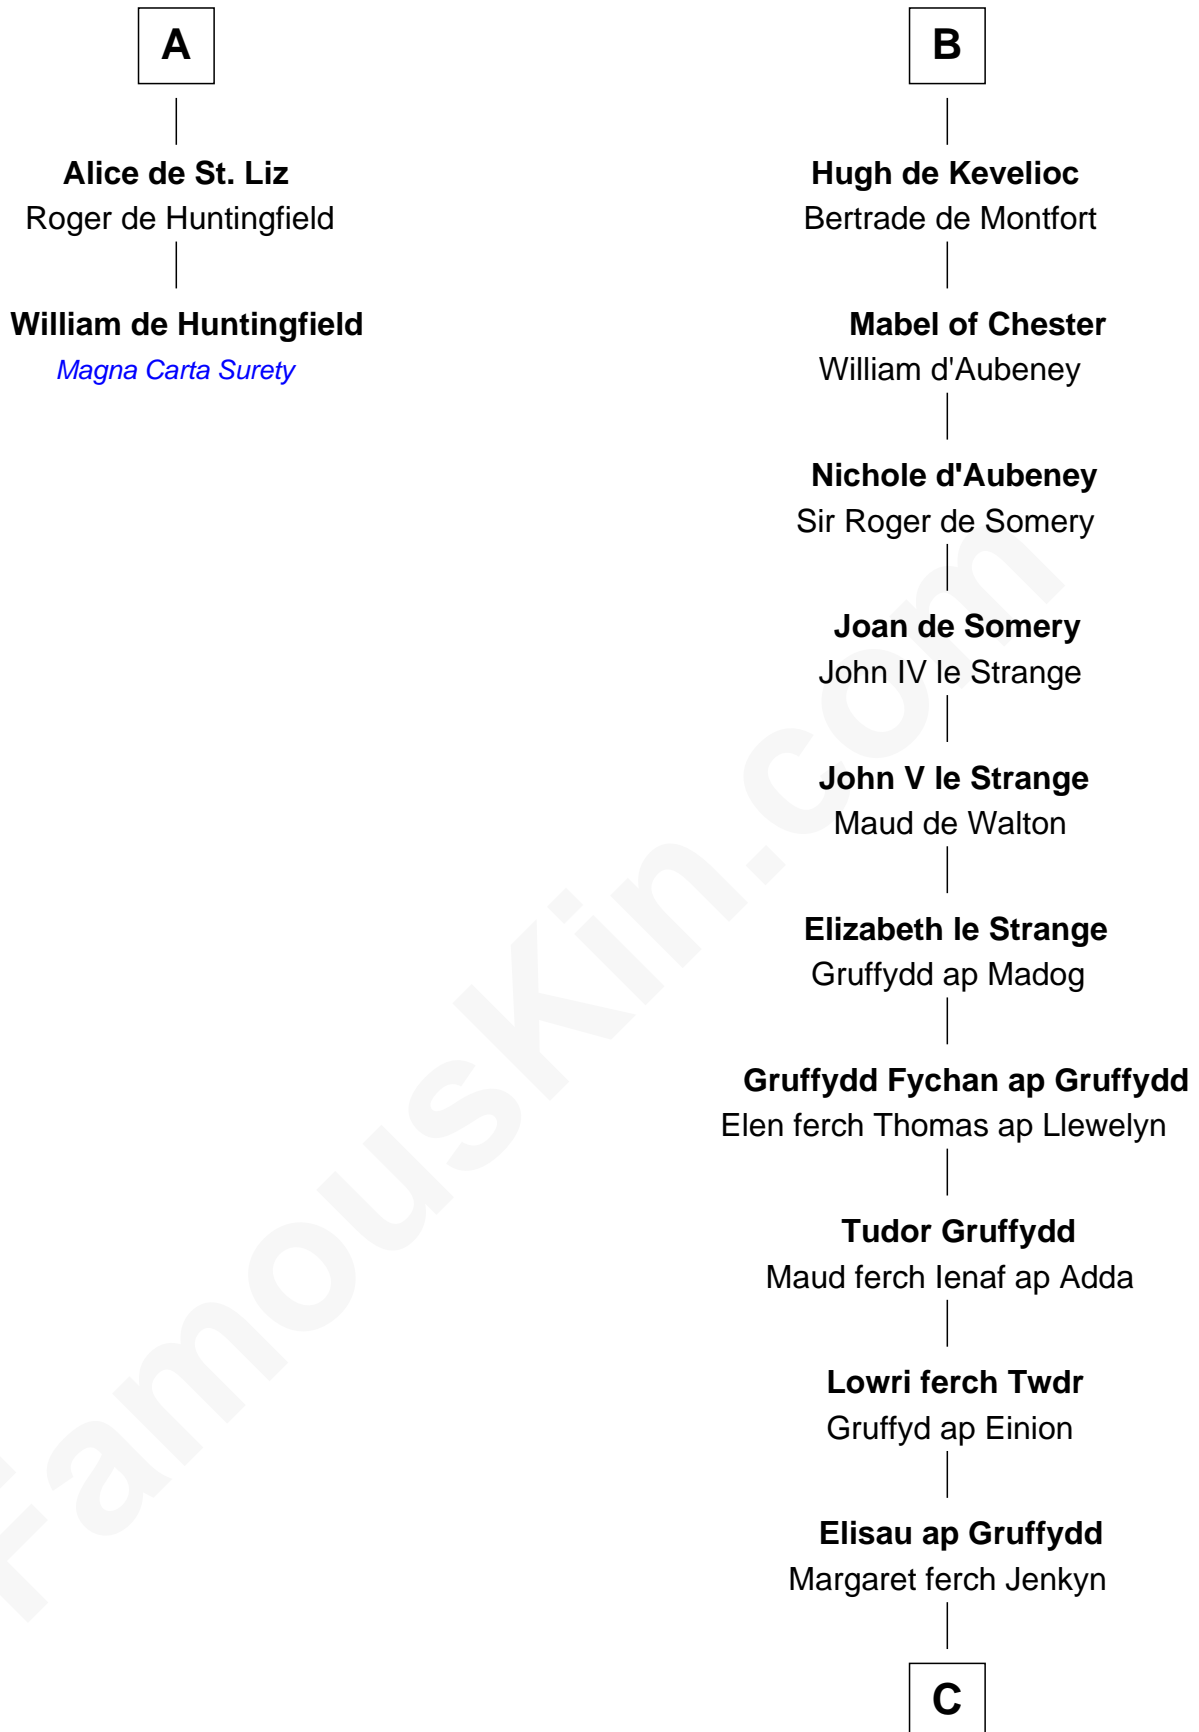 A
Alice de St. Liz
Roger de Huntingfield
William de Huntingfield
Magna Carta Surety
B
Hugh de Kevelioc
Bertrade de Montfort
Mabel of Chester
William d'Aubeney
Nichole d'Aubeney
Sir Roger de Somery
Joan de Somery
John IV le Strange
John V le Strange
Maud de Walton
Elizabeth le Strange
Gruffydd ap Madog
Gruffydd Fychan ap Gruffydd
Elen ferch Thomas ap Llewelyn
Tudor Gruffydd
Maud ferch Ienaf ap Adda
Lowri ferch Twdr
Gruffyd ap Einion
Elisau ap Gruffydd
Margaret ferch Jenkyn
C
FamousKin.com